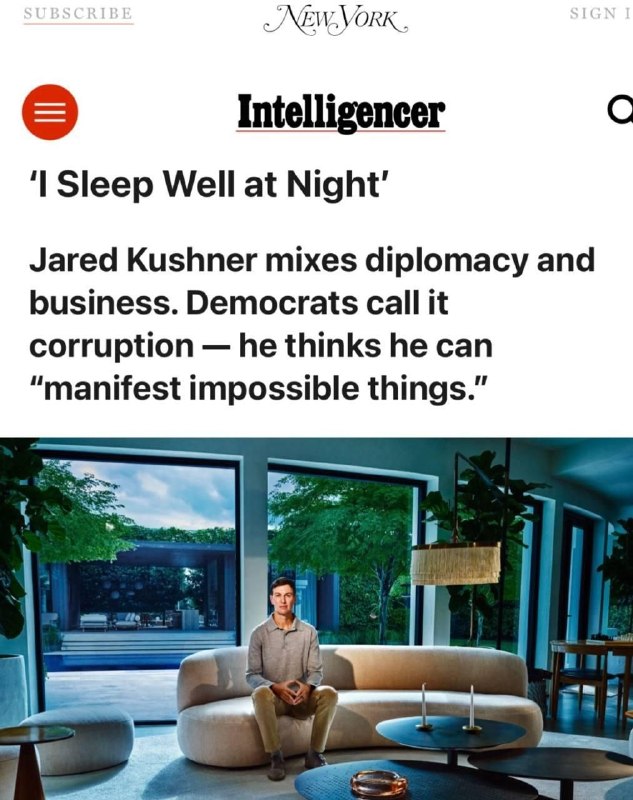 SUBSCRIBE
NEW YORK
SIGN I
Intelligencer
‘I Sleep Well at Night’
Jared Kushner mixes diplomacy and
business. Democrats call it
corruption — he thinks he can
“manifest impossible things.”